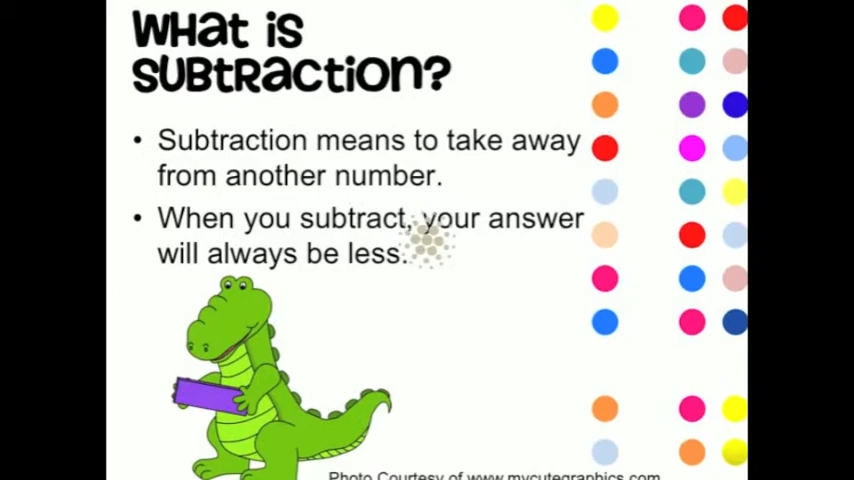 What is
Subtraction?
• Subtraction means to take away
from another number.
• When you subtract, your answer
will always be less.
Photo Courtesy of www.mycutegraphics.com